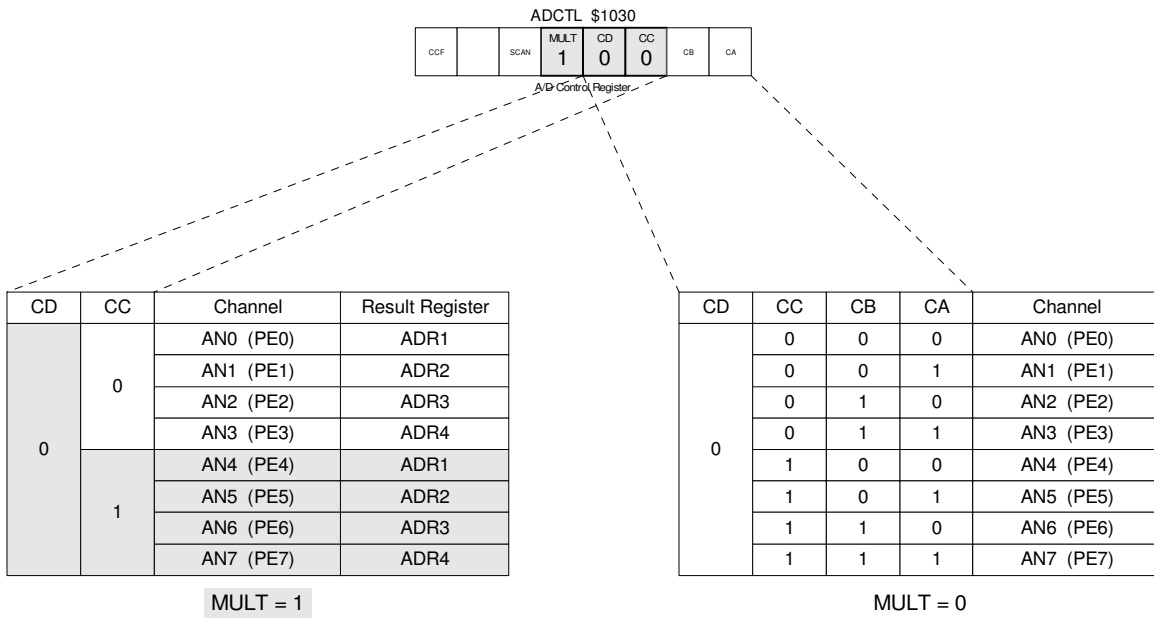 ADCTL $1030
CCF SCAN MULT 1 CD 0 CC 0 CB CA
A/D Control Register
CD CC Channel Result Register
0
0
AN0 (PE0) ADR1
AN1 (PE1) ADR2
AN2 (PE2) ADR3
AN3 (PE3) ADR4
1
AN4 (PE4) ADR1
AN5 (PE5) ADR2
AN6 (PE6) ADR3
AN7 (PE7) ADR4
MULT = 1
CD CC CB CA Channel
0
0 0 0 AN0 (PE0)
0 0 1 AN1 (PE1)
0 1 0 AN2 (PE2)
0 1 1 AN3 (PE3)
1 0 0 AN4 (PE4)
1 0 1 AN5 (PE5)
1 1 0 AN6 (PE6)
1 1 1 AN7 (PE7)
MULT = 0